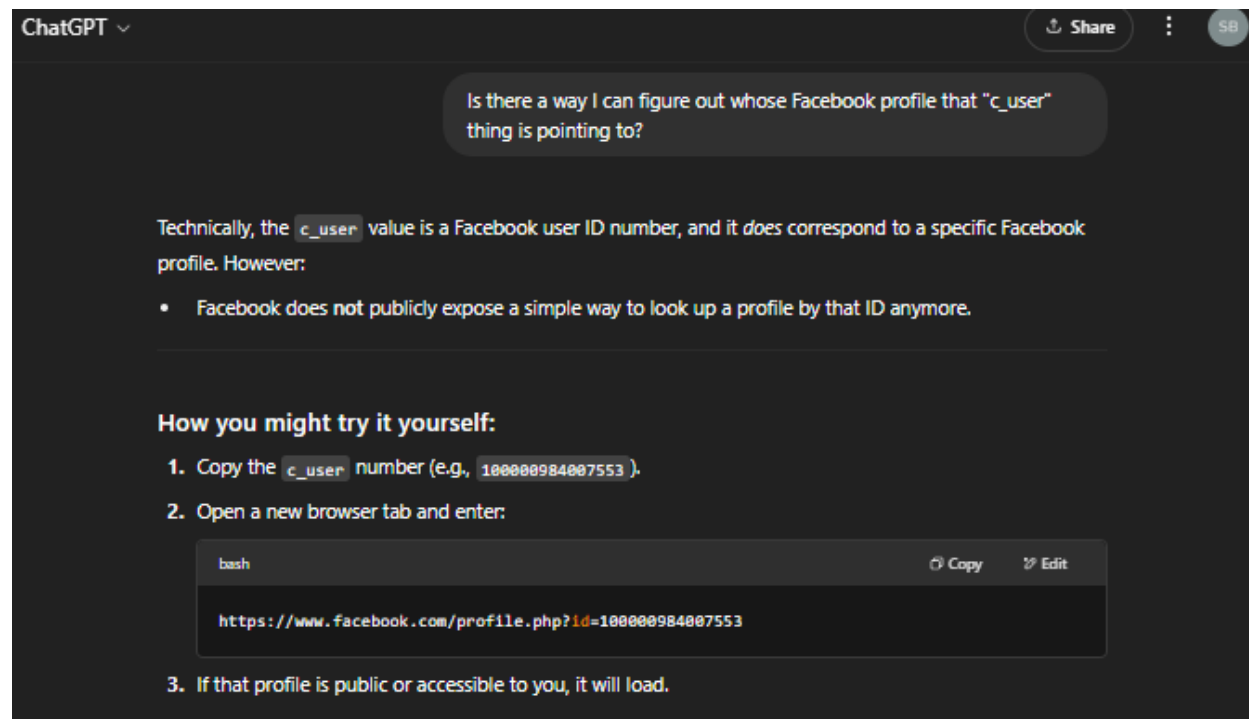 ChatGPT
Share
SB
Is there a way I can figure out whose Facebook profile that "c_user"
thing is pointing to?
Technically, the c_user value is a Facebook user ID number, and it does correspond to a specific Facebook
profile. However:
• Facebook does not publicly expose a simple way to look up a profile by that ID anymore.
How you might try it yourself:
1. Copy the c_user number (e.g., 100000984007553).
2. Open a new browser tab and enter:
bash Copy Edit
https://www.facebook.com/profile.php?id=100000984007553
3. If that profile is public or accessible to you, it will load.